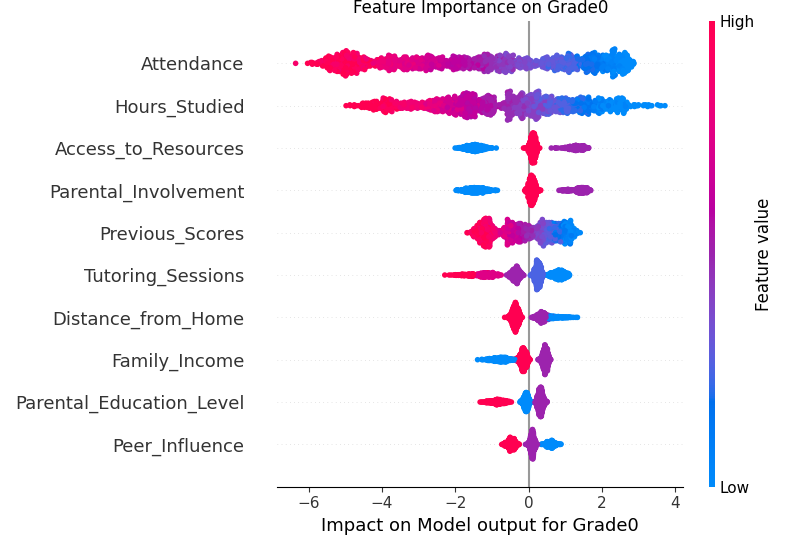 Feature Importance on Grade0
High
Attendance
Hours_Studied
Access_to_Resources
Parental_Involvement
Previous_Scores
Tutoring_Sessions
Distance_from_Home
Family_Income
Parental_Education_Level
Peer_Influence
Feature value
Low
−6 −4 −2 0 2 4
Impact on Model output for Grade0